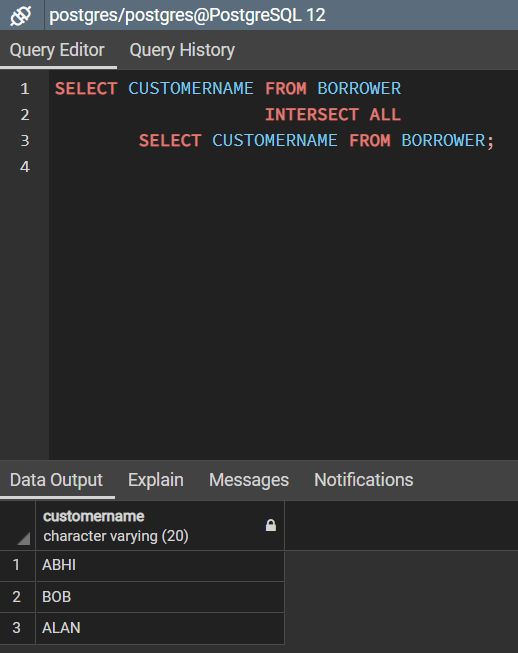 postgres/postgres@PostgreSQL 12
Query Editor Query History
1 SELECT CUSTOMERNAME FROM BORROWER
2 INTERSECT ALL
3 SELECT CUSTOMERNAME FROM BORROWER;
4
Data Output Explain Messages Notifications
customername
character varying (20)
1 ABHI
2 BOB
3 ALAN